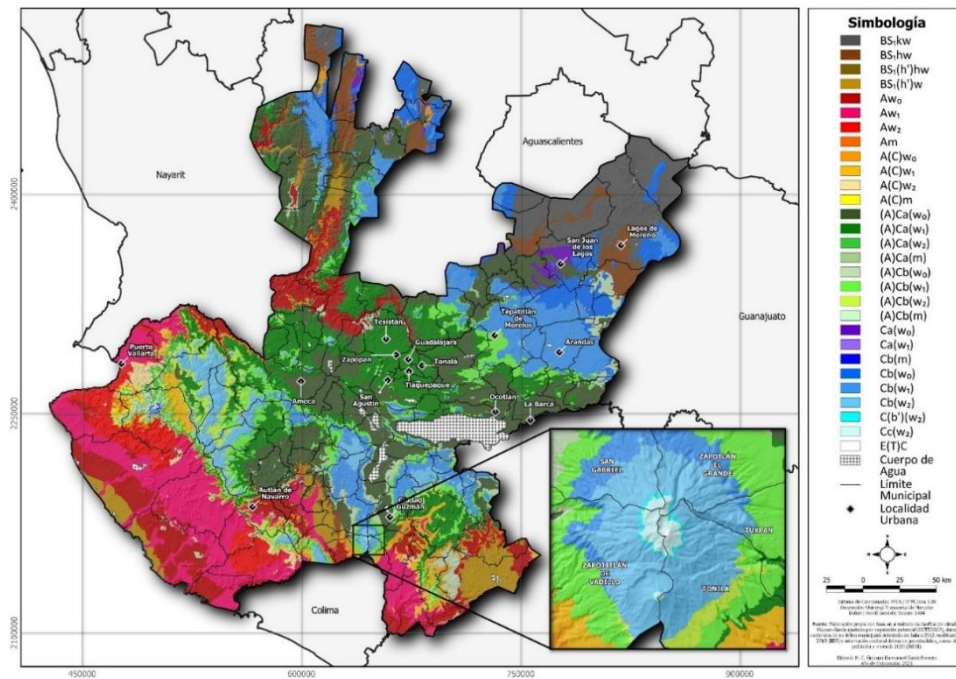 Nayarit
Aguascalientes
Guanajuato
Colima
Lagos de
Moreno
San Juan
de los
Lagos
Tepatitlán
de
Morelos
Arandas
Tesistán
Guadalajara
Zapopan
Tonalá
Tlaquepaque
San
Agustín
Ameca
Ocotlán
La Barca
Puerto
Vallarta
Autlán de
Navarro
Ciudad
Guzmán
SAN
GABRIEL
ZAPOTLÁN
EL
GRANDE
TUXPAN
ZAPOTITLÁN
DE
VADILLO
TONILA
2400000
2250000
2100000
450000
600000
750000
900000
Simbología
BS₁kw
BS₁hw
BS₁(h')hw
BS₁(h')w
Aw₀
Aw₁
Aw₂
Am
A(C)w₀
A(C)w₁
A(C)w₂
A(C)m
(A)Ca(w₀)
(A)Ca(w₁)
(A)Ca(w₂)
(A)Ca(m)
(A)Cb(w₀)
(A)Cb(w₁)
(A)Cb(w₂)
(A)Cb(m)
Ca(w₀)
Ca(w₁)
Cb(m)
Cb(w₀)
Cb(w₁)
Cb(w₂)
C(b')(w₂)
Cc(w₂)
E(T)C
Cuerpo de
Agua
Límite
Municipal
Localidad
Urbana
25 0 25 50 km